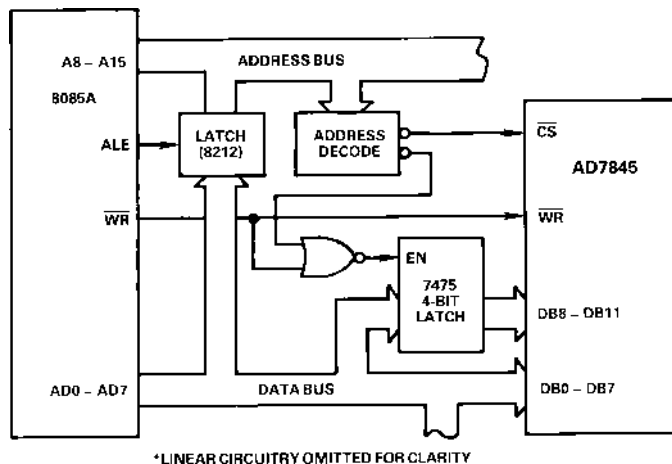 A8 – A15
ADDRESS BUS
8085A
ALE
LATCH
(8212)
ADDRESS
DECODE
CS
AD7845
WR
WR
EN
7475
4-BIT
LATCH
DB8 – DB11
AD0 – AD7
DATA BUS
DB0 – DB7
*LINEAR CIRCUITRY OMITTED FOR CLARITY